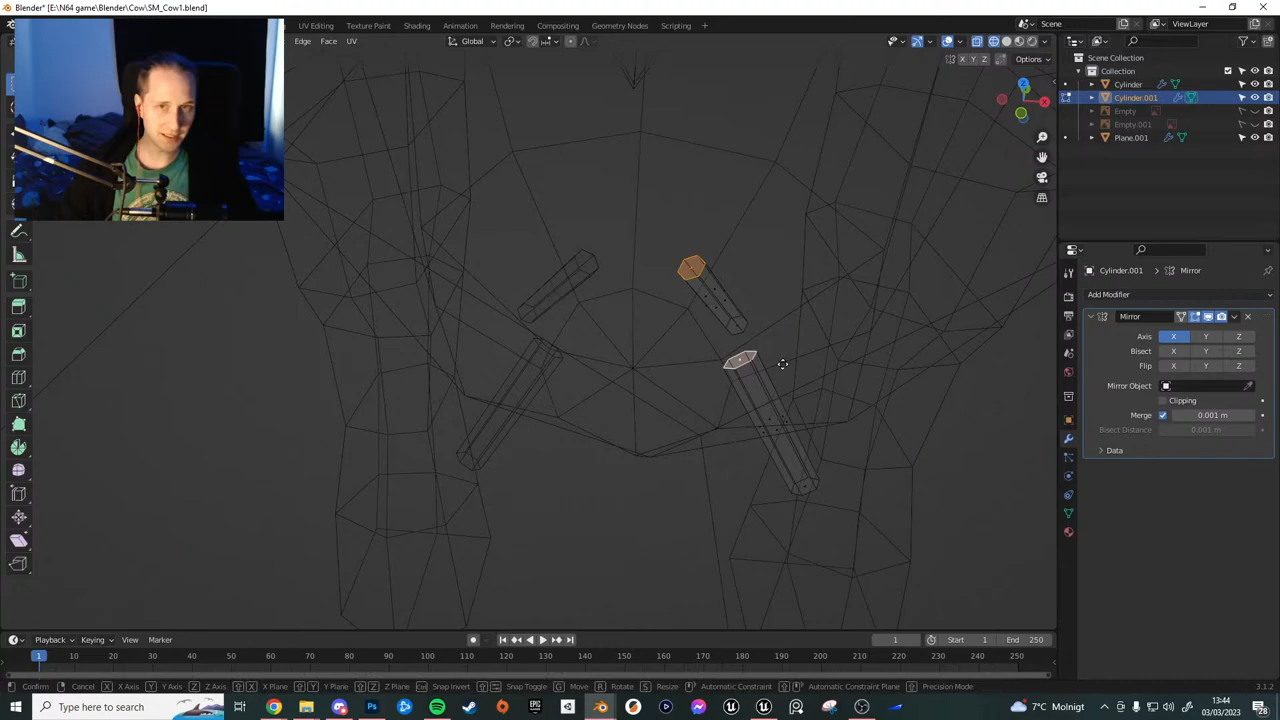 Blender* [E:\N64 game\Blender\Cow\SM_Cow1.blend]
UV Editing Texture Paint Shading Animation Rendering Compositing Geometry Nodes Scripting
Scene ViewLayer
Edge Face UV Global
X Y Z Options
Scene Collection
Collection
Cylinder
Cylinder.001
Empty
Empty.001
Plane.001
Cylinder.001 > Mirror
Add Modifier
Mirror
Axis X Y Z
Bisect X Y Z
Flip X Y Z
Mirror Object
Clipping
Merge 0.001 m
Bisect Distance 0.001 m
Data
Playback Keying View Marker 1 Start 1 End 250
1 10 20 30 40 50 60 70 80 90 100 110 120 130 140 150 160 170 180 190 200 210 220 230 240 250
Confirm Cancel X X Axis Y Y Axis Z Z Axis X X Plane Y Y Plane Z Z Plane Snap Invert Snap Toggle G Move R Rotate S Resize Automatic Constraint Automatic Constraint Plane Precision Mode 3.1.2
Type here to search
7°C Molnigt
13:44
03/03/2023